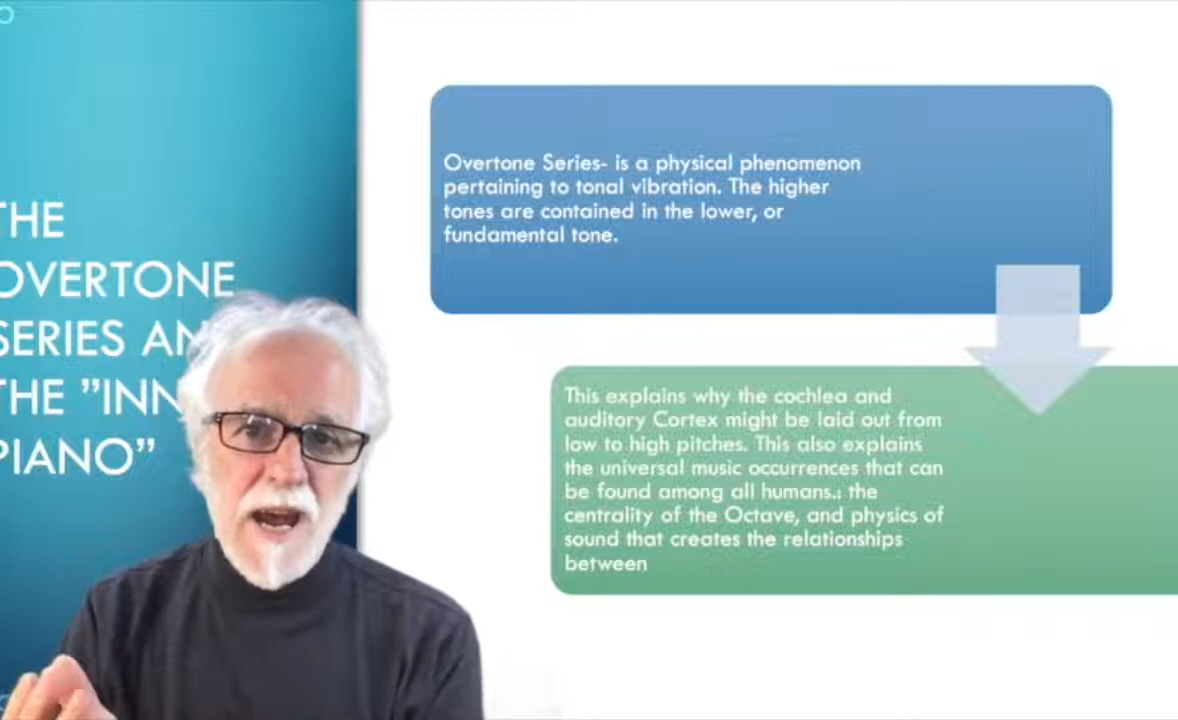 THE
OVERTONE
SERIES AN
THE "INN
PIANO"
Overtone Series- is a physical phenomenon
pertaining to tonal vibration. The higher
tones are contained in the lower, or
fundamental tone.
This explains why the cochlea and
auditory Cortex might be laid out from
low to high pitches. This also explains
the universal music occurrences that can
be found among all humans.: the
centrality of the Octave, and physics of
sound that creates the relationships
between